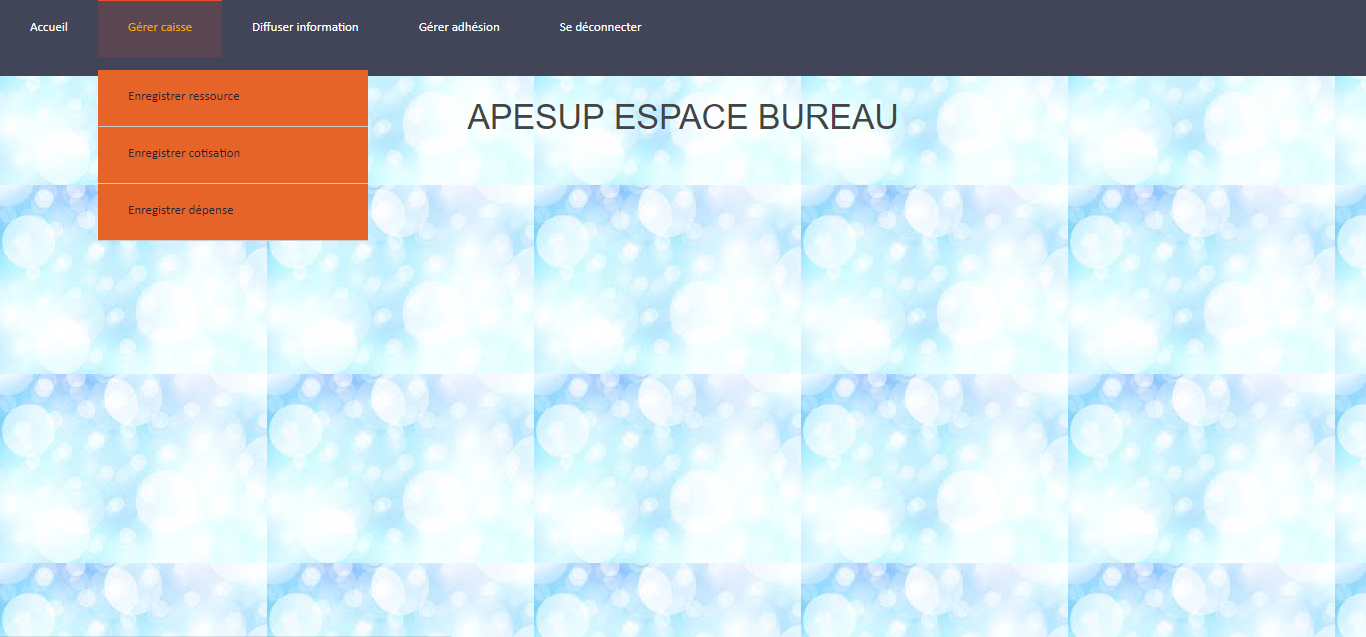 Accueil Gérer caisse Diffuser information Gérer adhésion Se déconnecter
Enregistrer ressource
APESUP ESPACE BUREAU
Enregistrer cotisation
Enregistrer dépense